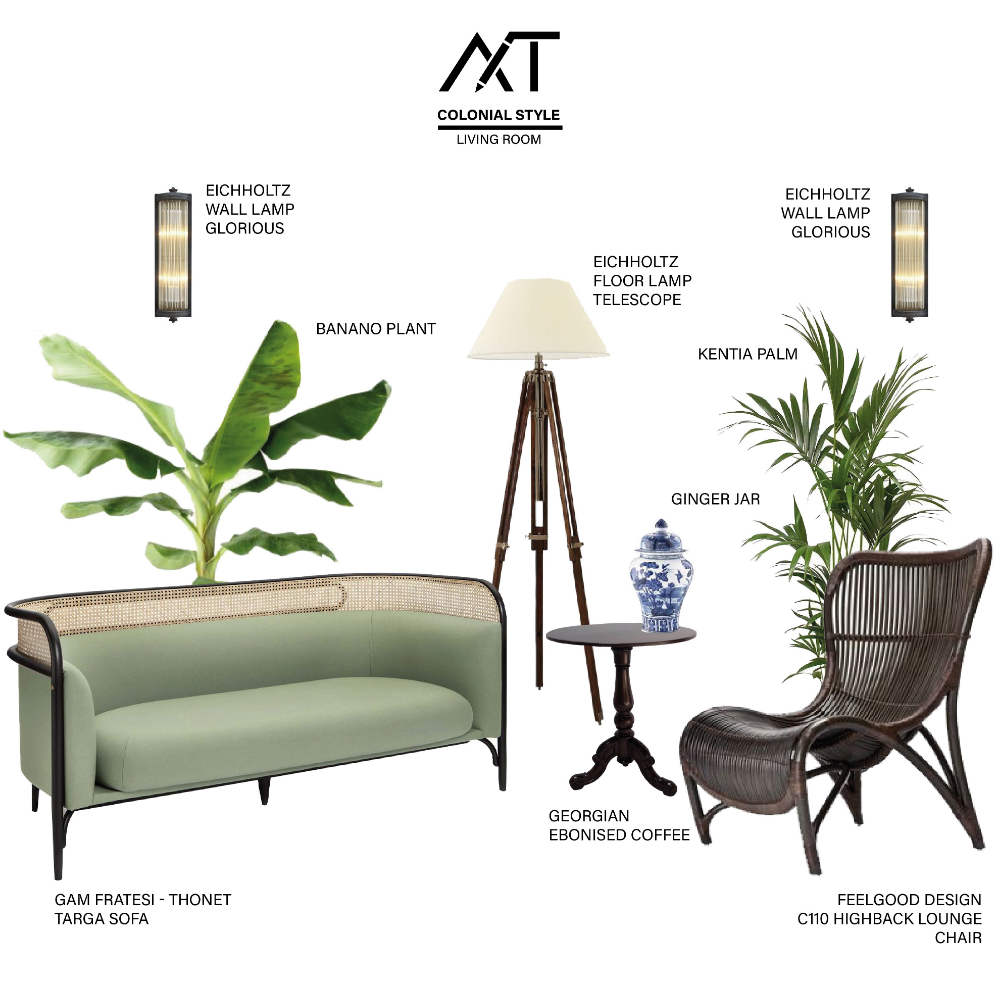 AXT
COLONIAL STYLE
LIVING ROOM
EICHHOLTZ
WALL LAMP
GLORIOUS
EICHHOLTZ
WALL LAMP
GLORIOUS
EICHHOLTZ
FLOOR LAMP
TELESCOPE
BANANO PLANT
KENTIA PALM
GINGER JAR
GEORGIAN
EBONISED COFFEE
GAM FRATESI - THONET
TARGA SOFA
FEELGOOD DESIGN
C110 HIGHBACK LOUNGE
CHAIR